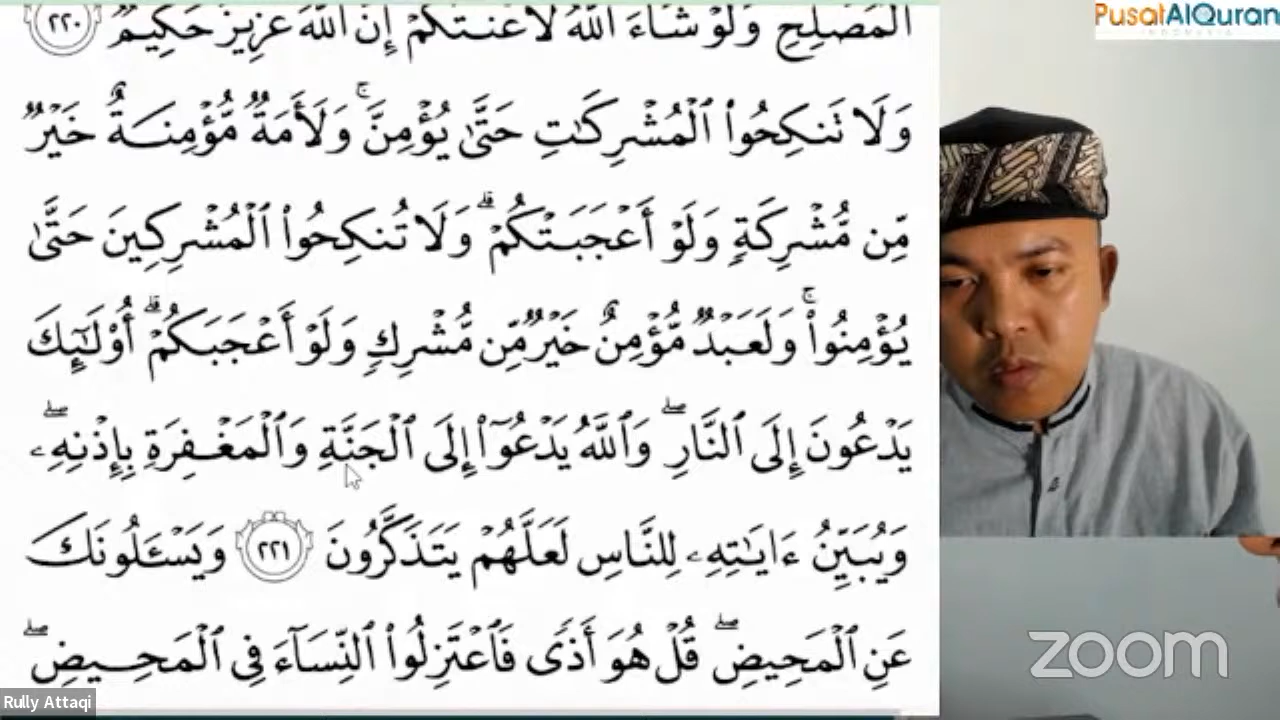 ٱلْمُصْلِحِ وَلَوْ شَآءَ ٱللَّهُ لَأَعْنَتَكُمْ إِنَّ ٱللَّهَ عَزِيزٌ حَكِيمٌ ٢٢٠
وَلَا تَنكِحُوا۟ ٱلْمُشْرِكَٰتِ حَتَّىٰ يُؤْمِنَّ ۚ وَلَأَمَةٌ مُّؤْمِنَةٌ خَيْرٌ
مِّن مُّشْرِكَةٍ وَلَوْ أَعْجَبَتْكُمْ ۗ وَلَا تُنكِحُوا۟ ٱلْمُشْرِكِينَ حَتَّىٰ
يُؤْمِنُوا۟ ۚ وَلَعَبْدٌ مُّؤْمِنٌ خَيْرٌ مِّن مُّشْرِكٍ وَلَوْ أَعْجَبَكُمْ ۗ أُو۟لَٰٓئِكَ
يَدْعُونَ إِلَى ٱلنَّارِ ۖ وَٱللَّهُ يَدْعُوٓا۟ إِلَى ٱلْجَنَّةِ وَٱلْمَغْفِرَةِ بِإِذْنِهِۦ ۖ
وَيُبَيِّنُ ءَايَٰتِهِۦ لِلنَّاسِ لَعَلَّهُمْ يَتَذَكَّرُونَ ٢٢١ وَيَسْـَٔلُونَكَ
عَنِ ٱلْمَحِيضِ ۖ قُلْ هُوَ أَذًى فَٱعْتَزِلُوا۟ ٱلنِّسَآءَ فِى ٱلْمَحِيضِ ۖ
PusatAlQuran
INDONESIA
zoom
Rully Attaqi